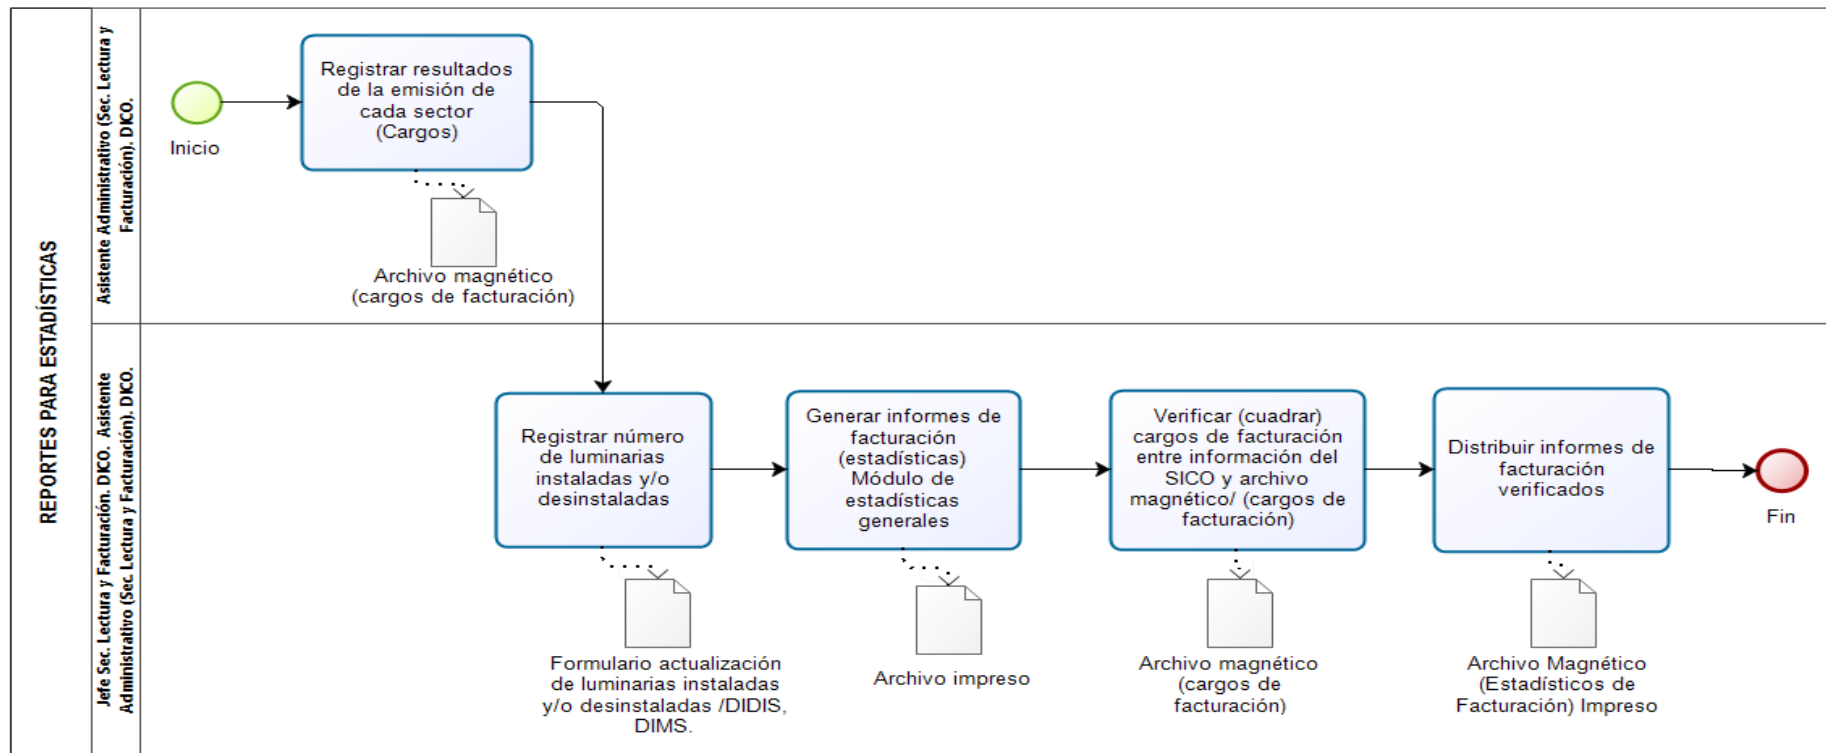 REPORTES PARA ESTADÍSTICAS
Asistente Administrativo (Sec. Lectura y
Facturación). DICO.
Inicio
Registrar resultados
de la emisión de
cada sector
(Cargos)
Archivo magnético
(cargos de facturación)
Jefe Sec. Lectura y Facturación. DICO. Asistente
Administrativo (Sec. Lectura y Facturación). DICO.
Registrar número
de luminarias
instaladas y/o
desinstaladas
Formulario actualización
de luminarias instaladas
y/o desinstaladas /DIDIS,
DIMS.
Generar informes de
facturación
(estadísticas)
Módulo de
estadísticas
generales
Archivo impreso
Verificar (cuadrar)
cargos de facturación
entre información del
SICO y archivo
magnético/ (cargos de
facturación)
Archivo magnético
(cargos de
facturación)
Distribuir informes de
facturación
verificados
Archivo Magnético
(Estadísticos de
Facturación) Impreso
Fin